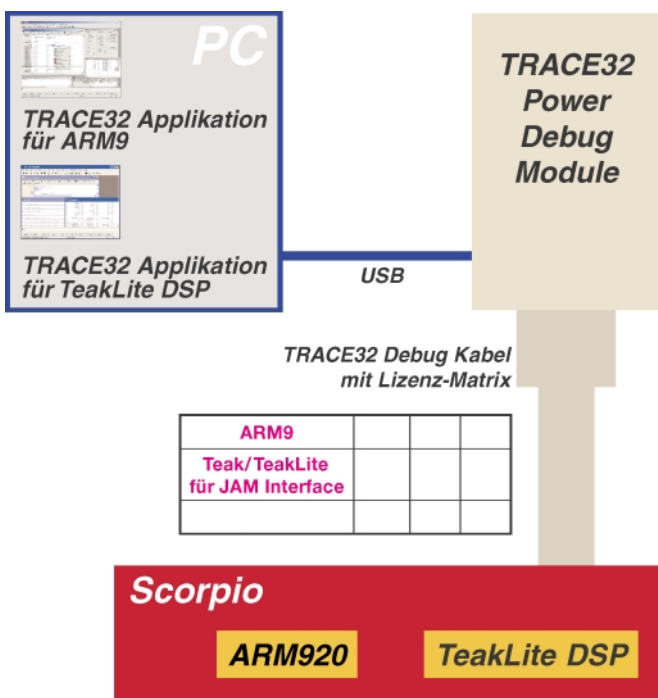 PC
TRACE32 Applikation
für ARM9
TRACE32 Applikation
für TeakLite DSP
TRACE32
Power
Debug
Module
USB
TRACE32 Debug Kabel
mit Lizenz-Matrix
ARM9
Teak/TeakLite
für JAM Interface
Scorpio
ARM920
TeakLite DSP